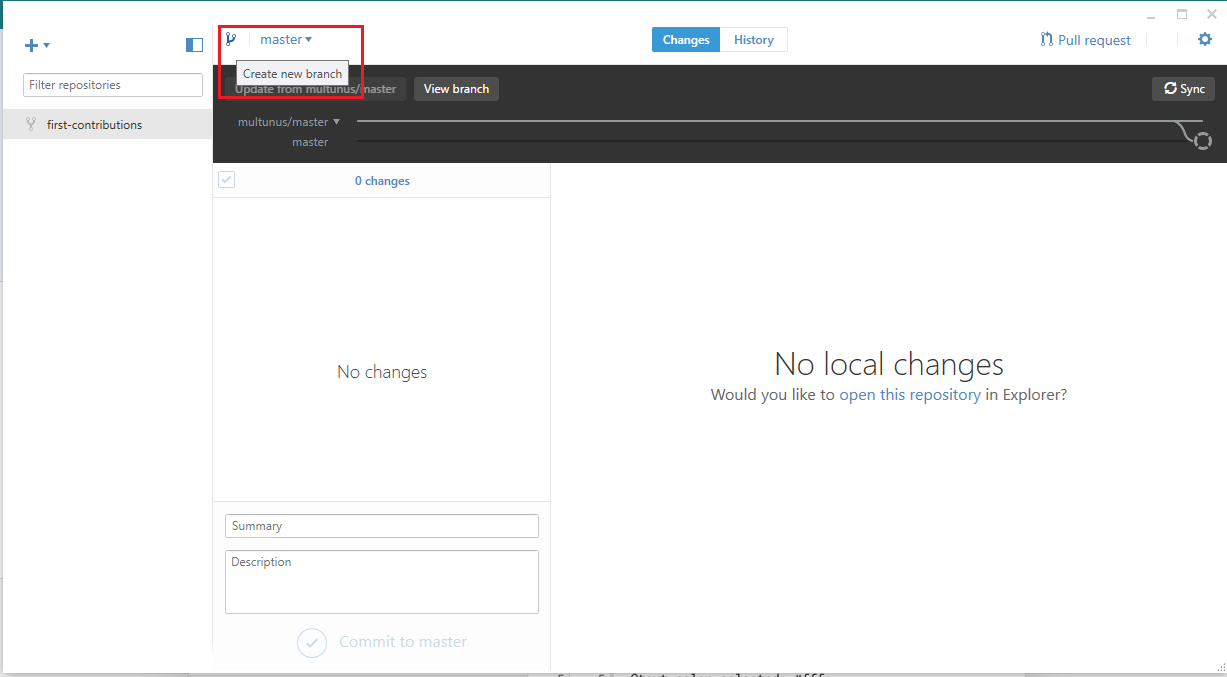 master
Changes
History
Pull request
Create new branch
Filter repositories
Update from multunus/master
View branch
Sync
first-contributions
multunus/master
master
0 changes
No changes
No local changes
Would you like to open this repository in Explorer?
Summary
Description
Commit to master